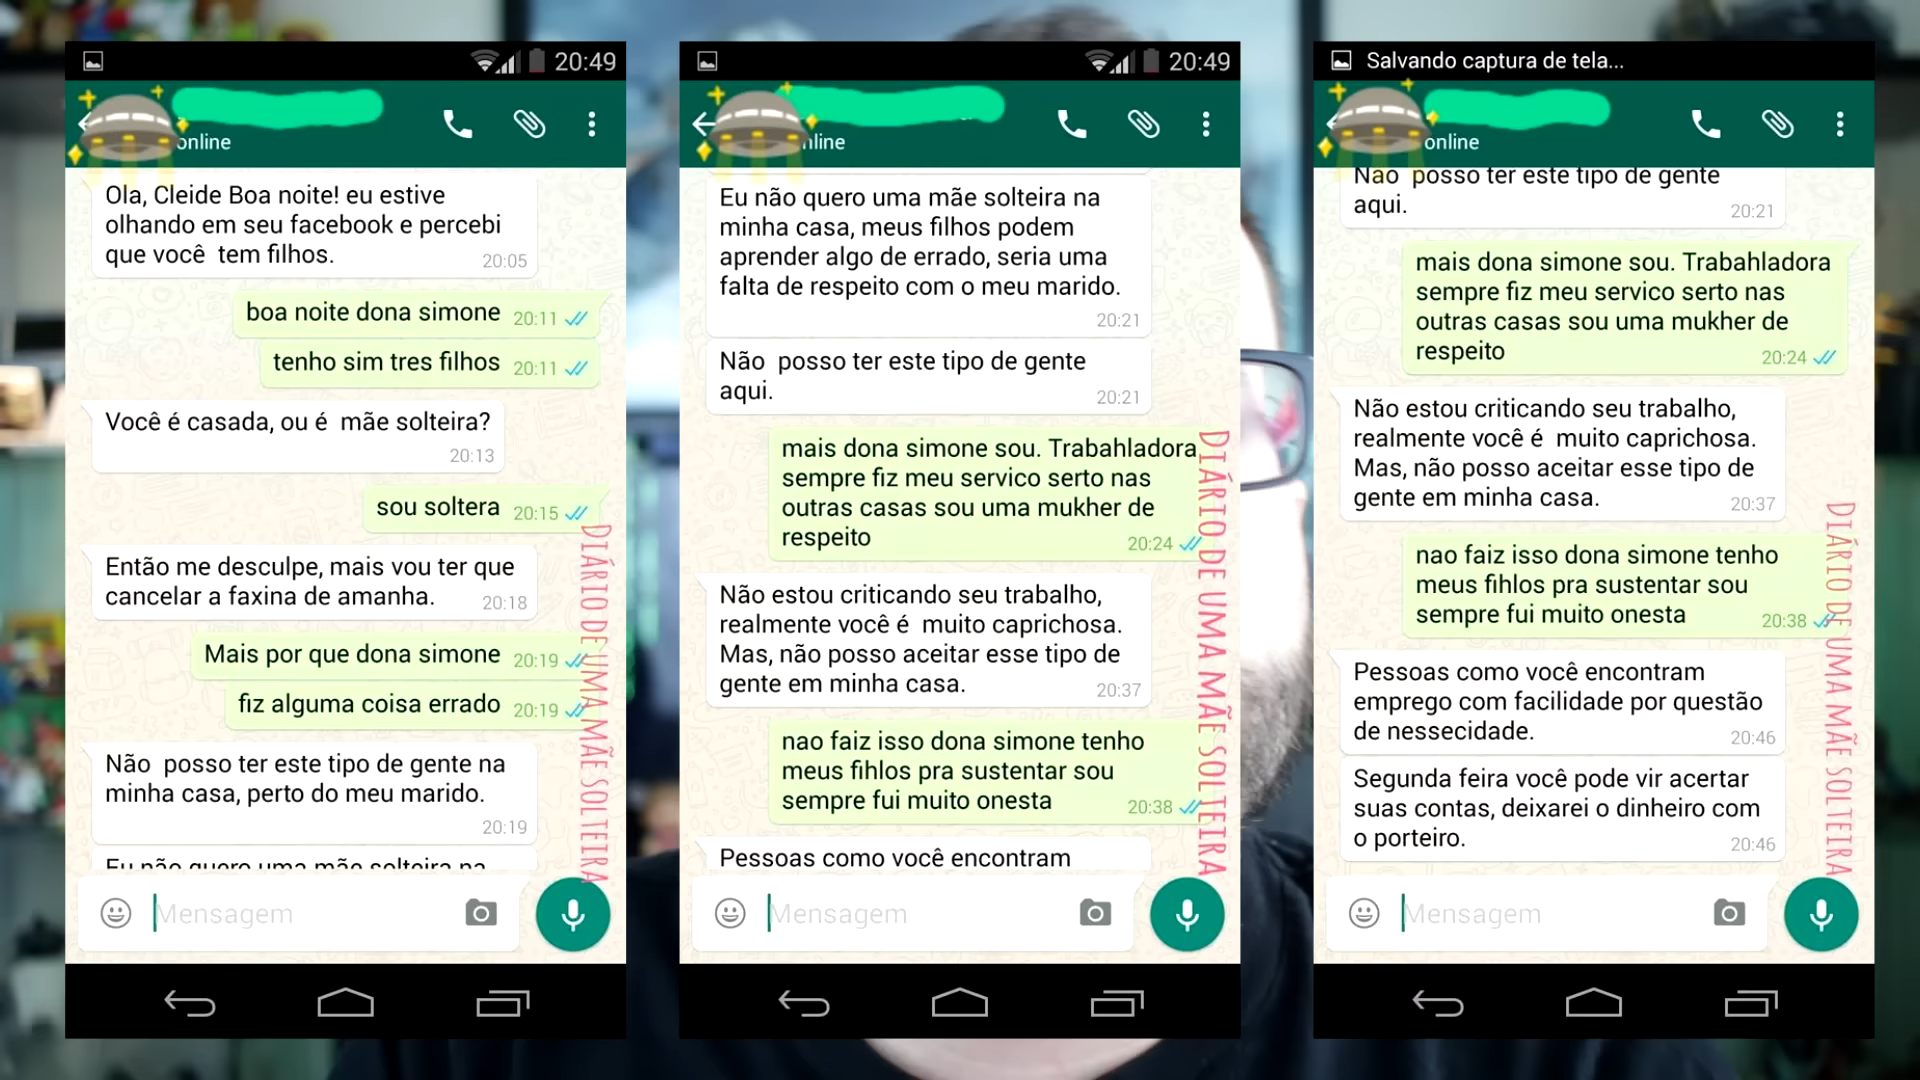 20:49
online
Ola, Cleide Boa noite! eu estive
olhando em seu facebook e percebi
que você  tem filhos.
20:05
boa noite dona simone
20:11
tenho sim tres filhos
20:11
Você é casada, ou é  mãe solteira?
20:13
sou soltera
20:15
Então me desculpe, mais vou ter que
cancelar a faxina de amanha.
20:18
Mais por que dona simone
20:19
fiz alguma coisa errado
20:19
Não  posso ter este tipo de gente na
minha casa, perto do meu marido.
20:19
Eu não quero uma mãe solteira na
Mensagem
DIÁRIO DE UMA MÃE SOLTEIRA
20:49
nline
Eu não quero uma mãe solteira na
minha casa, meus filhos podem
aprender algo de errado, seria uma
falta de respeito com o meu marido.
20:21
Não  posso ter este tipo de gente
aqui.
20:21
mais dona simone sou. Trabahladora
sempre fiz meu servico serto nas
outras casas sou uma mukher de
respeito
20:24
Não estou criticando seu trabalho,
realmente você é  muito caprichosa.
Mas, não posso aceitar esse tipo de
gente em minha casa.
20:37
nao faiz isso dona simone tenho
meus fihlos pra sustentar sou
sempre fui muito onesta
20:38
Pessoas como você encontram
Mensagem
DIÁRIO DE UMA MÃE SOLTEIRA
Salvando captura de tela...
online
Não  posso ter este tipo de gente
aqui.
20:21
mais dona simone sou. Trabahladora
sempre fiz meu servico serto nas
outras casas sou uma mukher de
respeito
20:24
Não estou criticando seu trabalho,
realmente você é  muito caprichosa.
Mas, não posso aceitar esse tipo de
gente em minha casa.
20:37
nao faiz isso dona simone tenho
meus fihlos pra sustentar sou
sempre fui muito onesta
20:38
Pessoas como você encontram
emprego com facilidade por questão
de nessecidade.
20:46
Segunda feira você pode vir acertar
suas contas, deixarei o dinheiro com
o porteiro.
20:46
Mensagem
DIÁRIO DE UMA MÃE SOLTEIRA